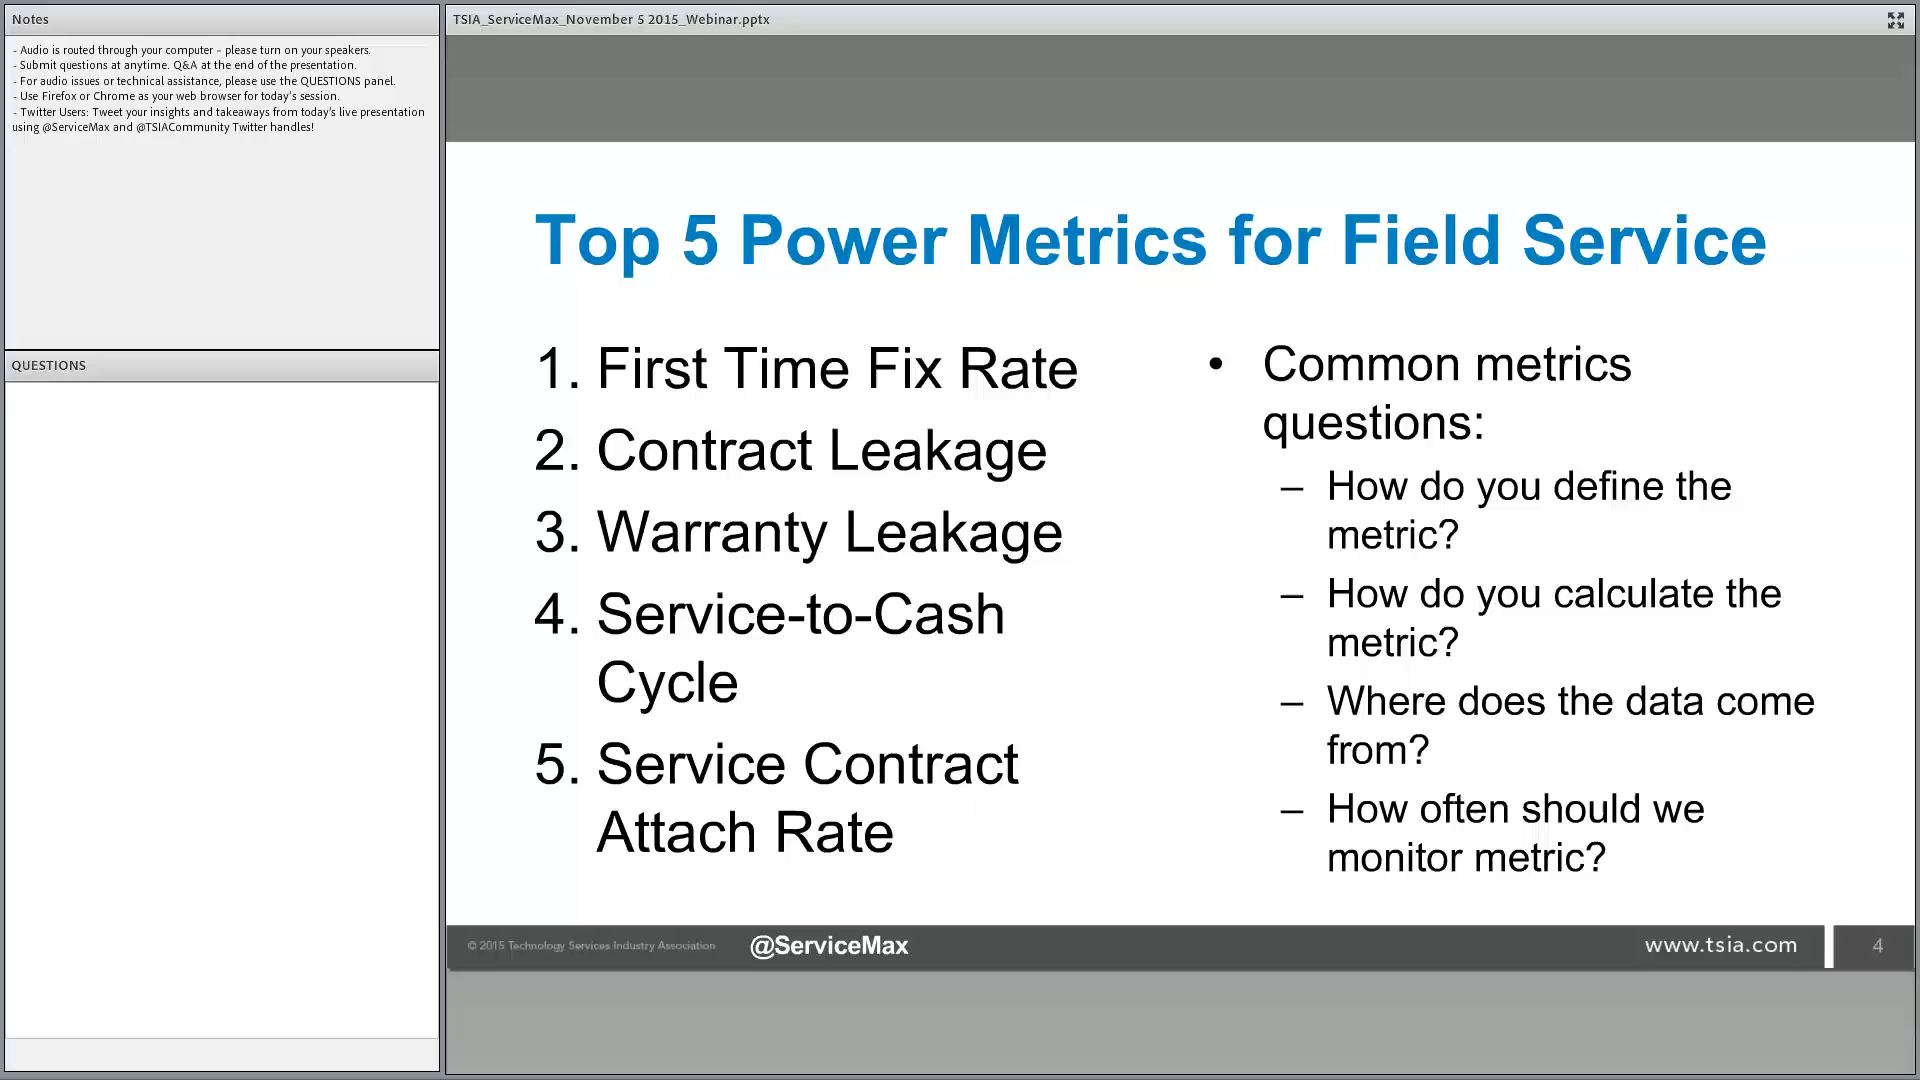 Notes
- Audio is routed through your computer – please turn on your speakers.
- Submit questions at anytime. Q&A at the end of the presentation.
- For audio issues or technical assistance, please use the QUESTIONS panel.
- Use Firefox or Chrome as your web browser for today's session.
- Twitter Users: Tweet your insights and takeaways from today's live presentation
using @ServiceMax and @TSIACommunity Twitter handles!
QUESTIONS
TSIA_ServiceMax_November 5 2015_Webinar.pptx
Top 5 Power Metrics for Field Service
1. First Time Fix Rate
2. Contract Leakage
3. Warranty Leakage
4. Service-to-Cash
Cycle
5. Service Contract
Attach Rate
• Common metrics
questions:
– How do you define the
metric?
– How do you calculate the
metric?
– Where does the data come
from?
– How often should we
monitor metric?
© 2015 Technology Services Industry Association
@ServiceMax
www.tsia.com
4